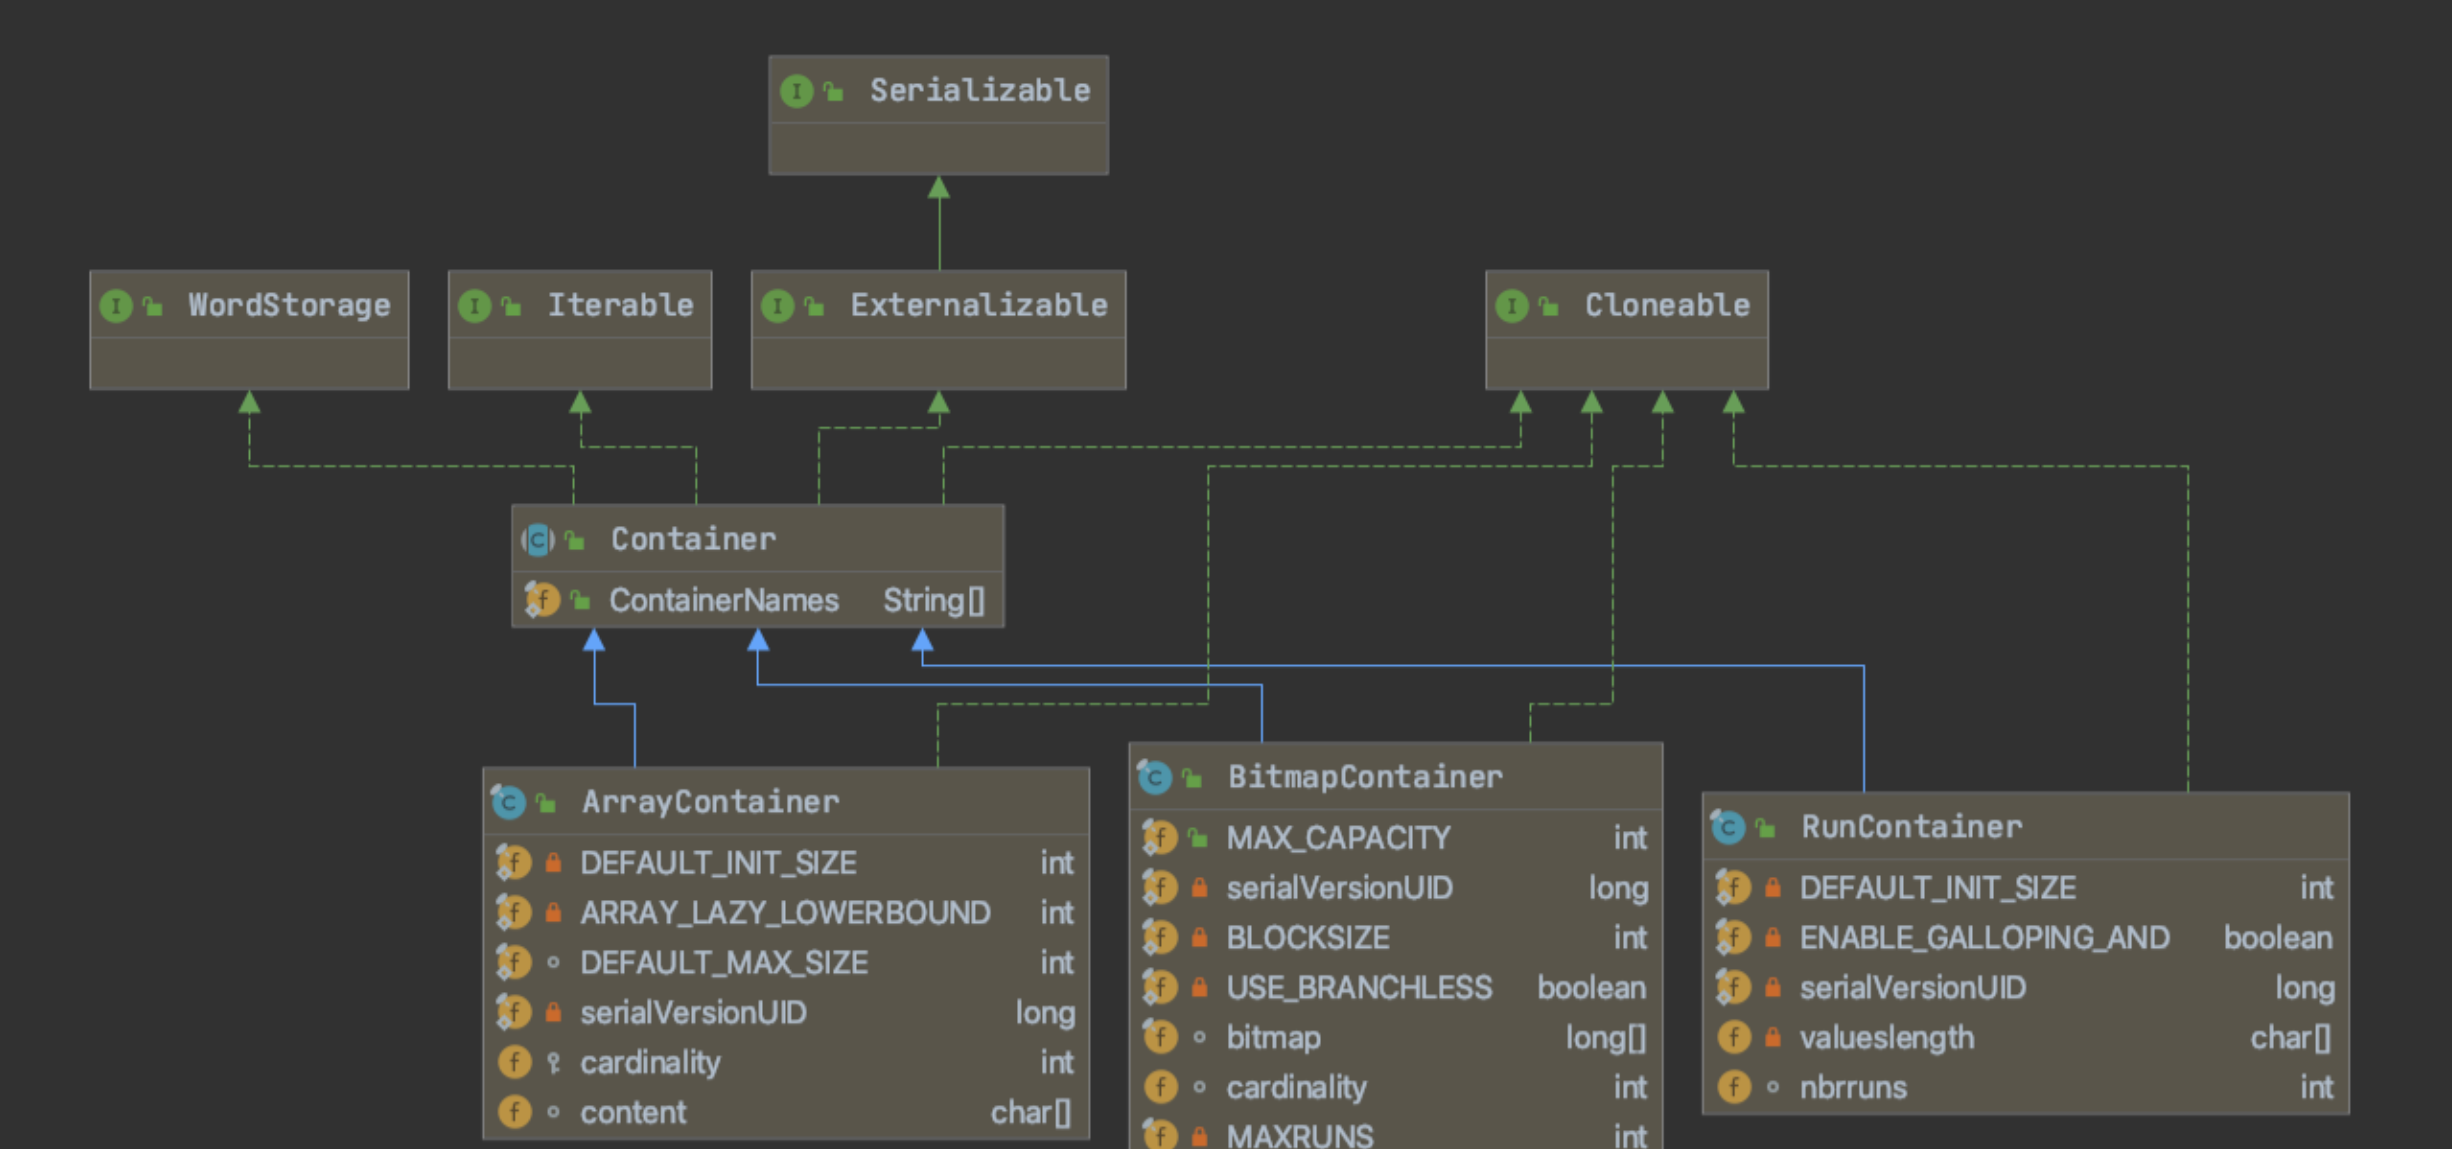 Serializable
WordStorage
Iterable
Externalizable
Cloneable
Container
ContainerNames String[]
ArrayContainer
DEFAULT_INIT_SIZE int
ARRAY_LAZY_LOWERBOUND int
DEFAULT_MAX_SIZE int
serialVersionUID long
cardinality int
content char[]
BitmapContainer
MAX_CAPACITY int
serialVersionUID long
BLOCKSIZE int
USE_BRANCHLESS boolean
bitmap long[]
cardinality int
MAXRUNS int
RunContainer
DEFAULT_INIT_SIZE int
ENABLE_GALLOPING_AND boolean
serialVersionUID long
valueslength char[]
nbrruns int